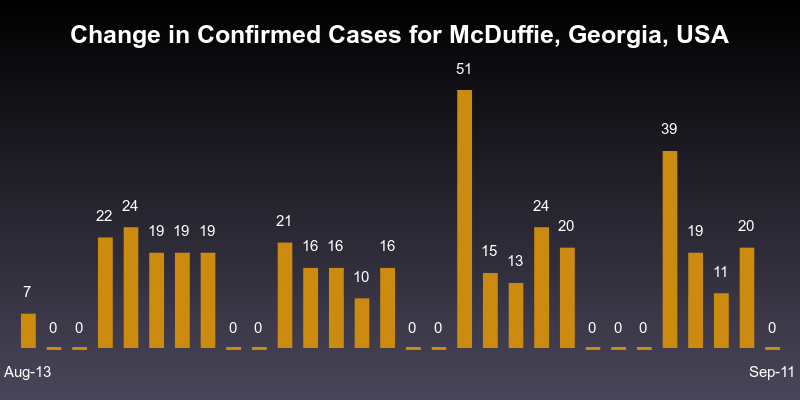 Change in Confirmed Cases for McDuffie, Georgia, USA
7 0 0 22 24 19 19 19 0 0 21 16 16 10 16 0 0 51 15 13 24 20 0 0 0 39 19 11 20 0
Aug-13 Sep-11